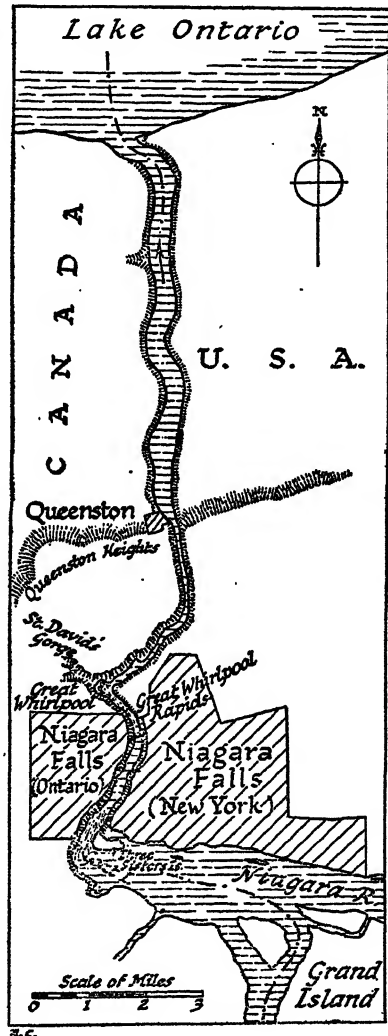 Lake Ontario
N
CANADA
U. S. A.
Queenston
Queenston Heights
St. David's
Gorge
Great
Whirlpool
Great Whirlpool
Rapids
Niagara
Falls
(Ontario)
Niagara
Falls
(New York)
Niagara R.
Grand
Island
Scale of Miles
0 1 2 3